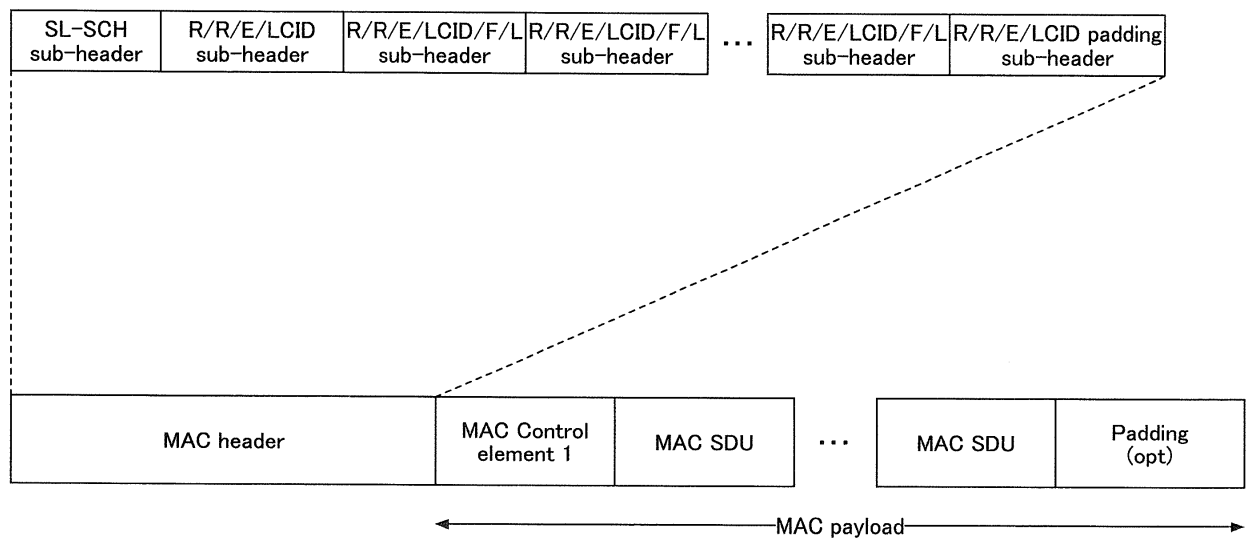 SL-SCH
sub-header
R/R/E/LCID
sub-header
R/R/E/LCID/F/L
sub-header
R/R/E/LCID/F/L
sub-header
...
R/R/E/LCID/F/L
sub-header
R/R/E/LCID padding
sub-header
MAC header
MAC Control
element 1
MAC SDU
...
MAC SDU
Padding
(opt)
MAC payload